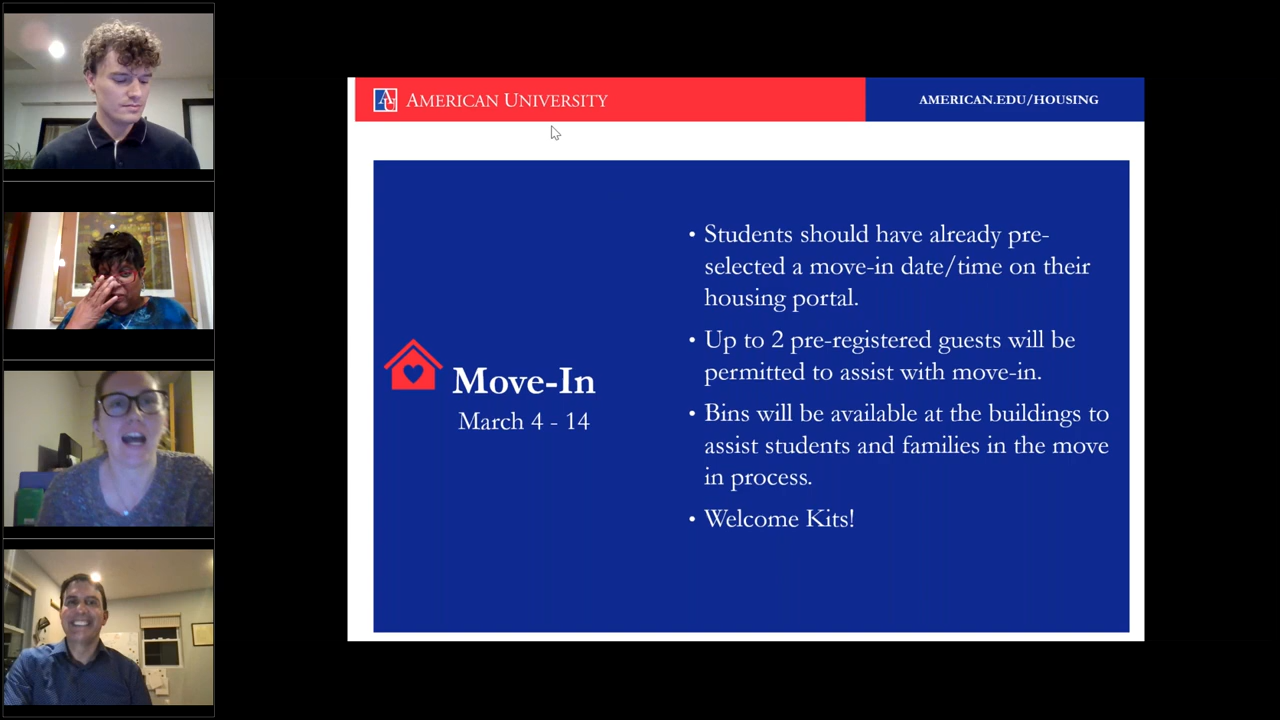 AMERICAN UNIVERSITY
AMERICAN.EDU/HOUSING
Move-In
March 4 - 14
• Students should have already pre-
selected a move-in date/time on their
housing portal.
• Up to 2 pre-registered guests will be
permitted to assist with move-in.
• Bins will be available at the buildings to
assist students and families in the move
in process.
• Welcome Kits!